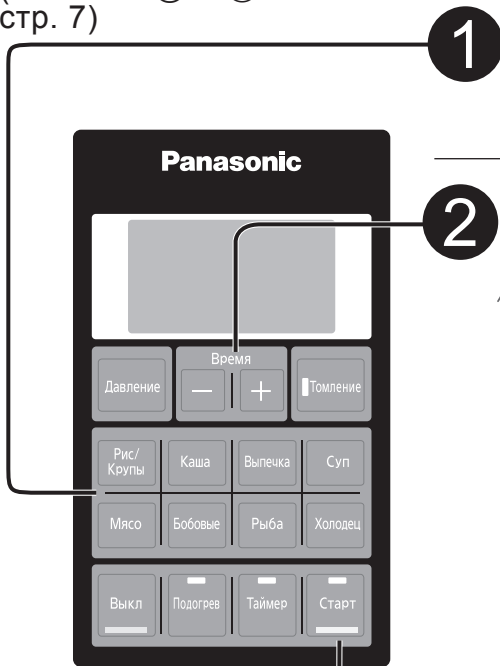 стр. 7)
1
Panasonic
2
Время
Давление − + Томление
Рис/
Крупы Каша Выпечка Суп
Мясо Бобовые Рыба Холодец
Выкл Подогрев Таймер Старт